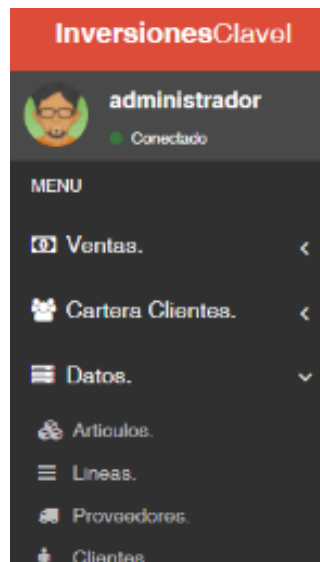 InversionesClavel
administrador
Conectado
MENU
Ventas.
Cartera Clientes.
Datos.
Articulos.
Lineas.
Proveedores.
Clientes